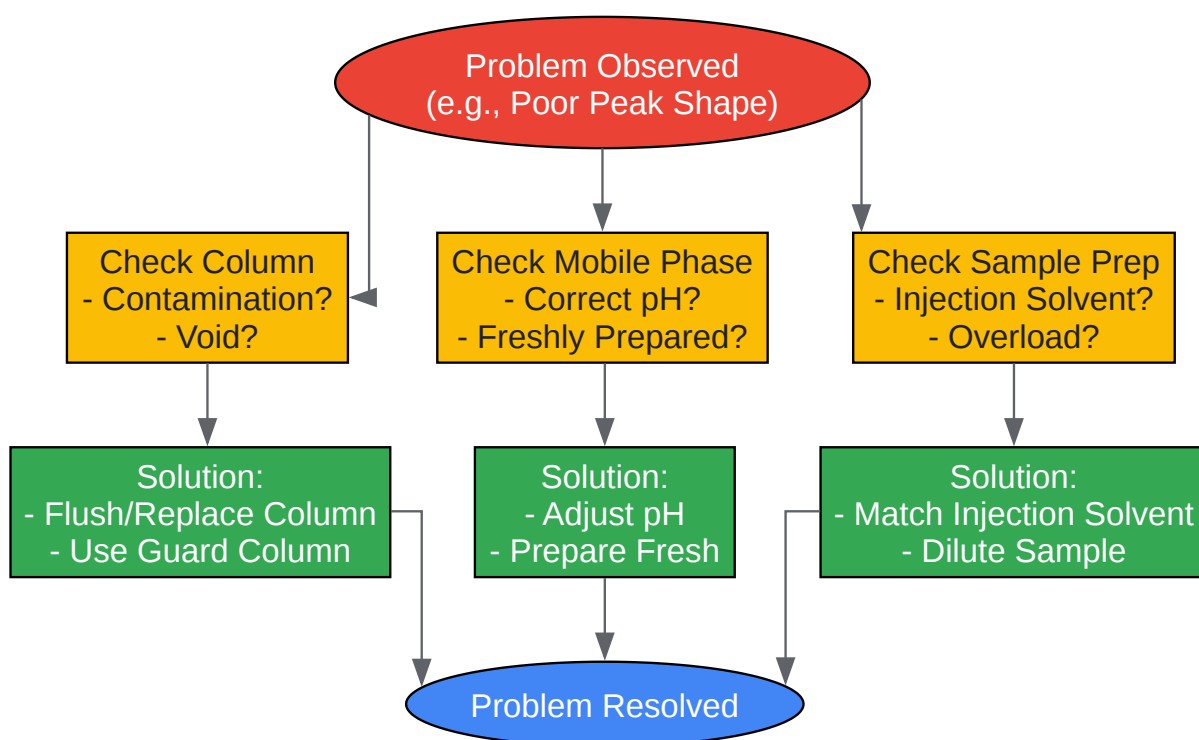 Problem Observed
(e.g., Poor Peak Shape)
Check Column
- Contamination?
- Void?
Check Mobile Phase
- Correct pH?
- Freshly Prepared?
Check Sample Prep
- Injection Solvent?
- Overload?
Solution:
- Flush/Replace Column
- Use Guard Column
Solution:
- Adjust pH
- Prepare Fresh
Solution:
- Match Injection Solvent
- Dilute Sample
Problem Resolved